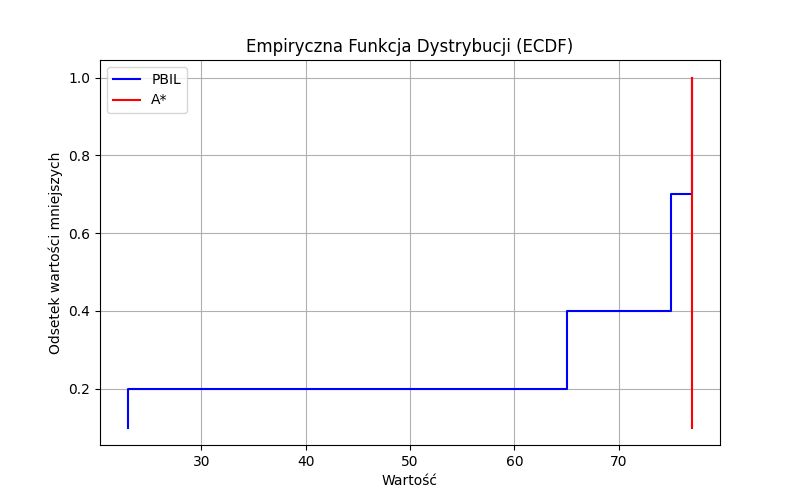 Empiryczna Funkcja Dystrybucji (ECDF)
PBIL
A*
Odsetek wartości mniejszych
1.0
0.8
0.6
0.4
0.2
30 40 50 60 70
Wartość